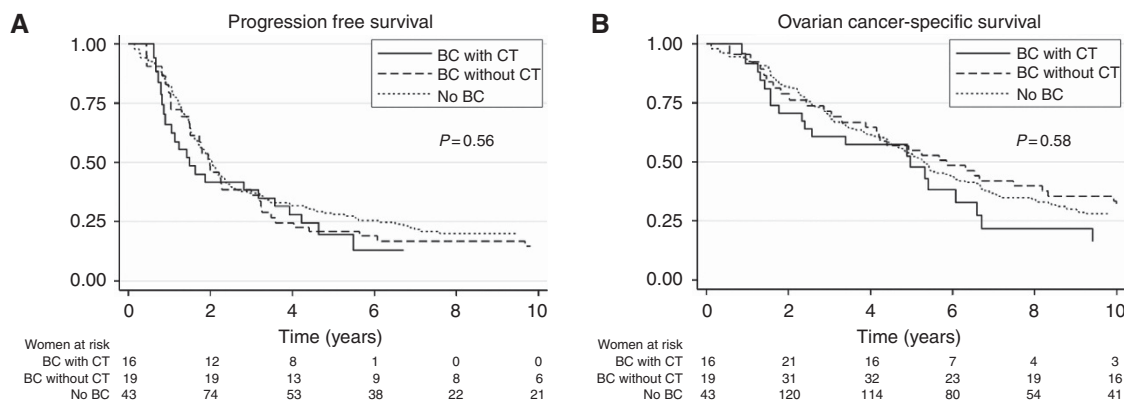 A
Progression free survival
1.00
0.75
0.50
0.25
0.00
BC with CT
BC without CT
No BC
P=0.56
0 2 4 6 8 10
Time (years)
Women at risk
BC with CT 16 12 8 1 0 0
BC without CT 19 19 13 9 8 6
No BC 43 74 53 38 22 21
B
Ovarian cancer-specific survival
1.00
0.75
0.50
0.25
0.00
BC with CT
BC without CT
No BC
P=0.58
0 2 4 6 8 10
Time (years)
Women at risk
BC with CT 16 21 16 7 4 3
BC without CT 19 31 32 23 19 16
No BC 43 120 114 80 54 41